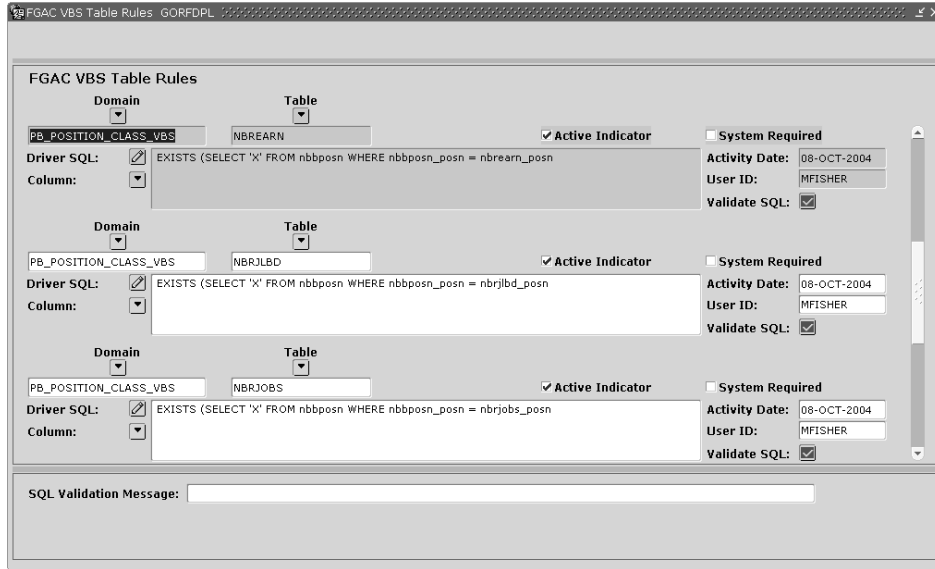 FGAC VBS Table Rules GORFDPL
FGAC VBS Table Rules
Domain Table
PB_POSITION_CLASS_VBS NBREARN Active Indicator System Required
Driver SQL: EXISTS (SELECT 'X' FROM nbbposn WHERE nbbposn_posn = nbrearn_posn Activity Date: 08-OCT-2004
Column: User ID: MFISHER
Validate SQL:
Domain Table
PB_POSITION_CLASS_VBS NBRJLBD Active Indicator System Required
Driver SQL: EXISTS (SELECT 'X' FROM nbbposn WHERE nbbposn_posn = nbrjlbd_posn Activity Date: 08-OCT-2004
Column: User ID: MFISHER
Validate SQL:
Domain Table
PB_POSITION_CLASS_VBS NBRJOBS Active Indicator System Required
Driver SQL: EXISTS (SELECT 'X' FROM nbbposn WHERE nbbposn_posn = nbrjobs_posn Activity Date: 08-OCT-2004
Column: User ID: MFISHER
Validate SQL:
SQL Validation Message: